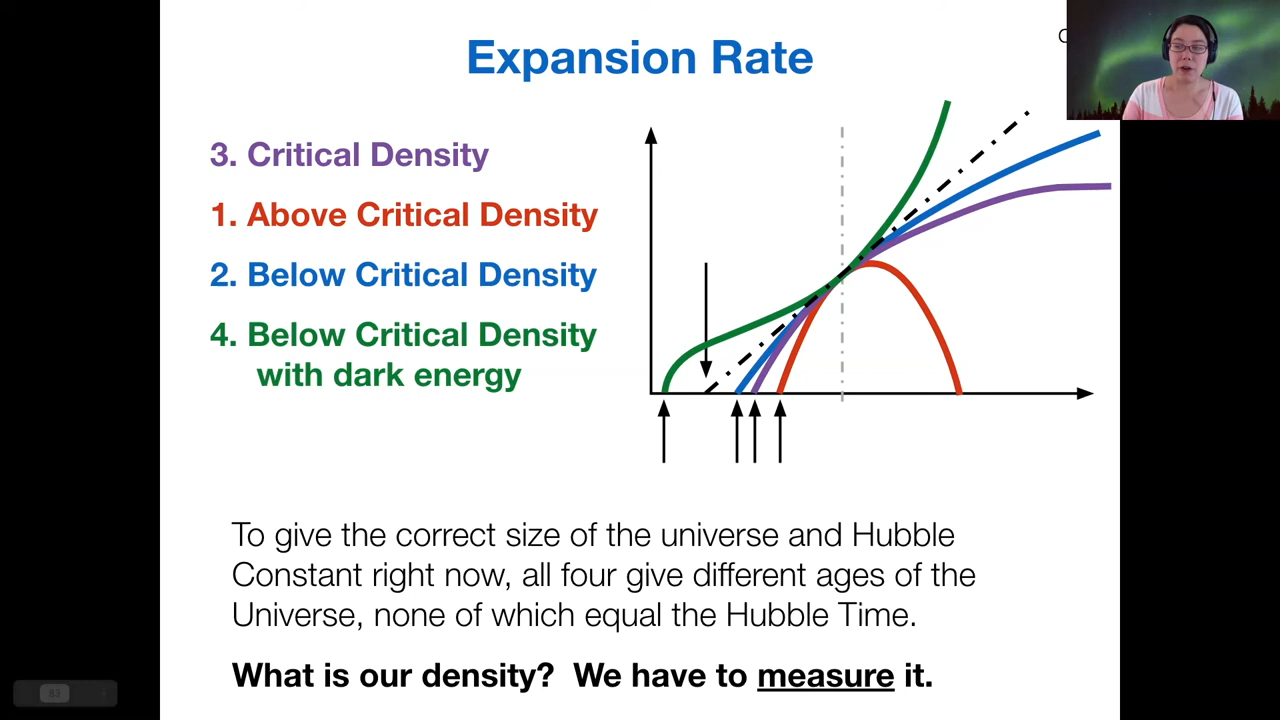 Expansion Rate
3. Critical Density
1. Above Critical Density
2. Below Critical Density
4. Below Critical Density
with dark energy
To give the correct size of the universe and Hubble
Constant right now, all four give different ages of the
Universe, none of which equal the Hubble Time.
What is our density? We have to measure it.
83